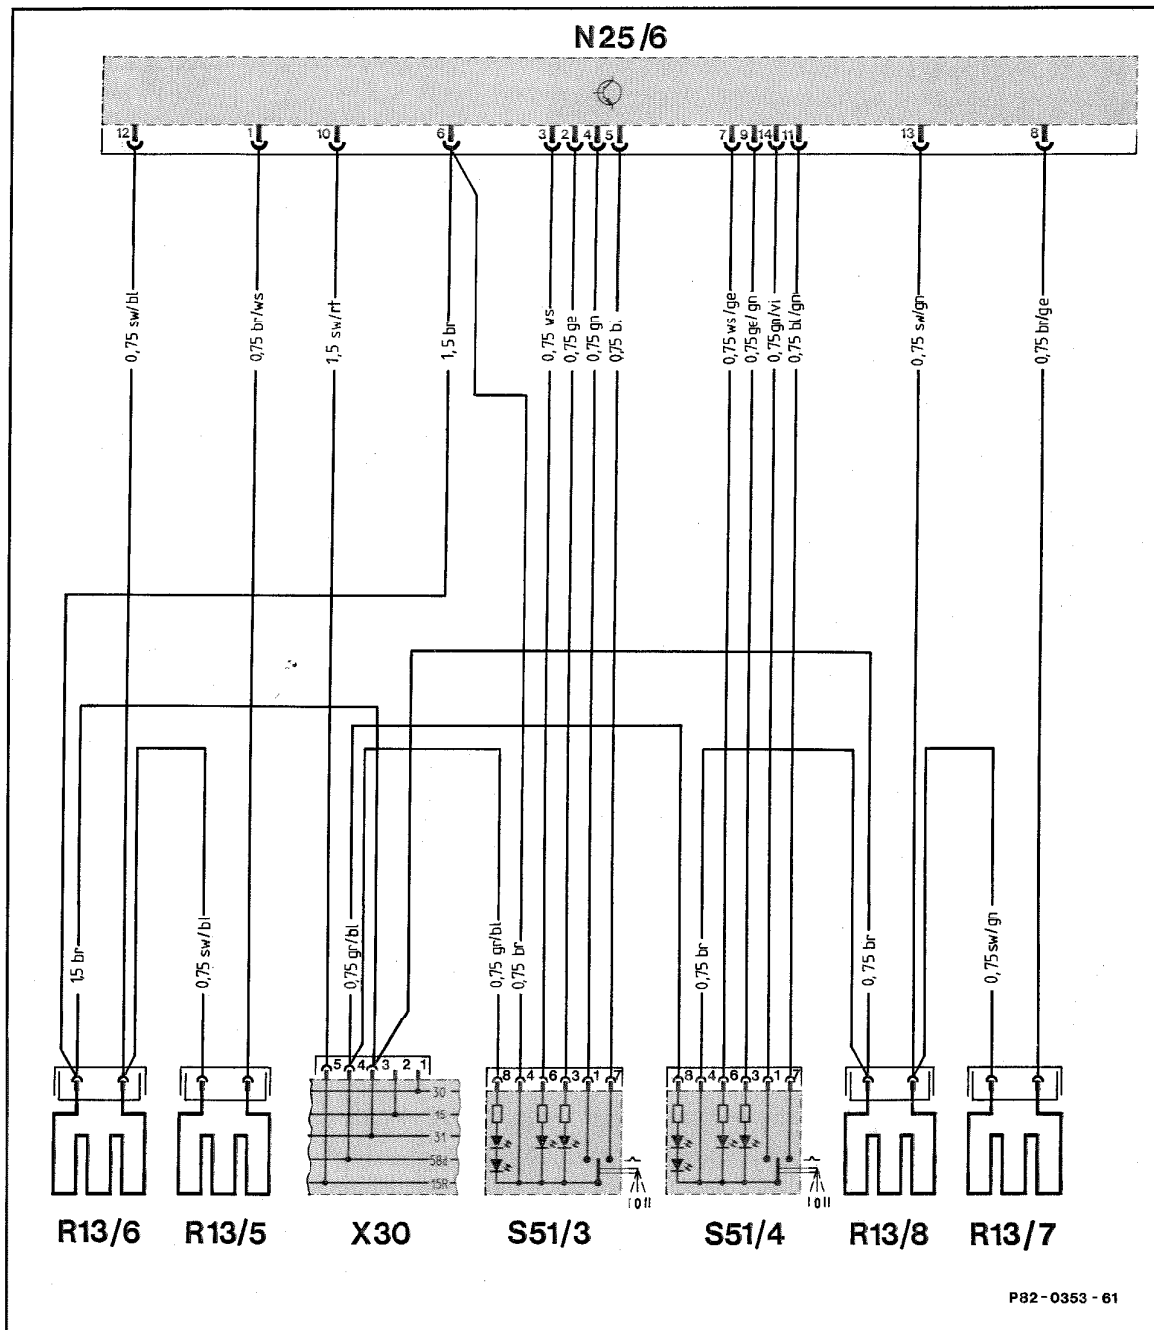 N25/6
12 1 10 6 3 2 4 5 7 9 14 11 13 8
0,75 sw/bl
0,75 br/ws
1,5 sw/rt
1,5 br
0,75 ws
0,75 ge
0,75 gn
0,75
0,75 ws/ge
0,75 ge/gn
0,75 gn/vi
0,75 bl/gn
0,75 sw/gn
0,75 br/ge
1,5 br
0,75 sw/bl
0,75 gr/bl
0,75 gr/bl
0,75 br
0,75 br
0,75 br
0,75 sw/gn
5 4 3 2 1
8 4 6 3 1 7
8 4 6 3 1 7
30
15
31
58d
15R
I 0 II
I 0 II
R13/6 R13/5 X30 S51/3 S51/4 R13/8 R13/7
P82-0353-61